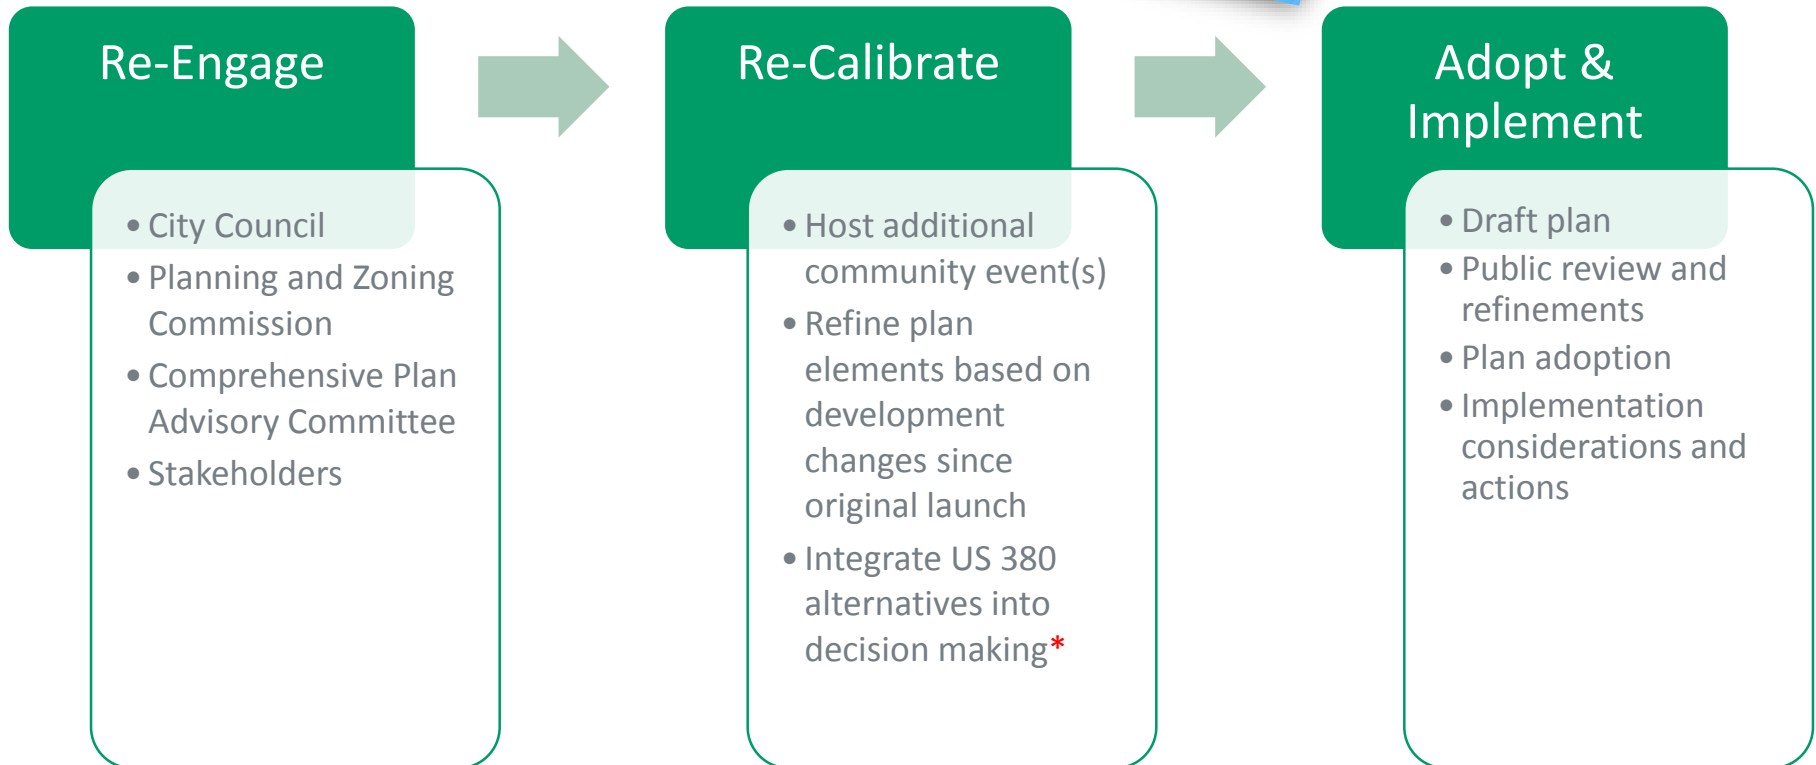 Re-Engage
• City Council
• Planning and Zoning
Commission
• Comprehensive Plan
Advisory Committee
• Stakeholders
Re-Calibrate
• Host additional
community event(s)
• Refine plan
elements based on
development
changes since
original launch
• Integrate US 380
alternatives into
decision making*
Adopt &
Implement
• Draft plan
• Public review and
refinements
• Plan adoption
• Implementation
considerations and
actions